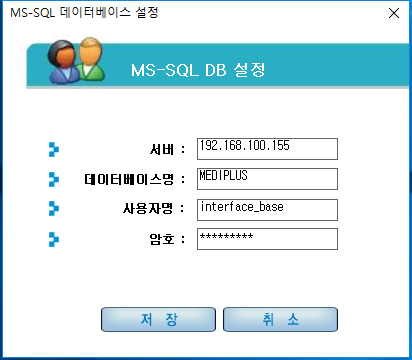 MS-SQL 데이터베이스 설정
MS-SQL DB 설정
서버 : 192.168.100.155
데이터베이스명 : MEDIPLUS
사용자명 : interface_base
암호 : *********
저 장 취 소